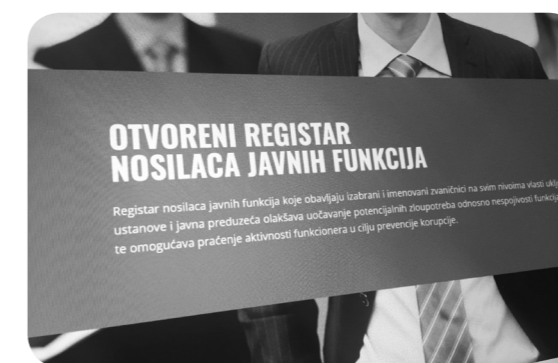 OTVORENI REGISTAR
NOSILACA JAVNIH FUNKCIJA
Registar nosilaca javnih funkcija koje obavljaju izabrani i imenovani zvaničnici na svim nivoima vlasti
ustanove i javna preduzeća olakšava uočavanje potencijalnih zloupotreba odnosno nespojivosti
te omogućava praćenje aktivnosti funkcionera u cilju prevencije korupcije.